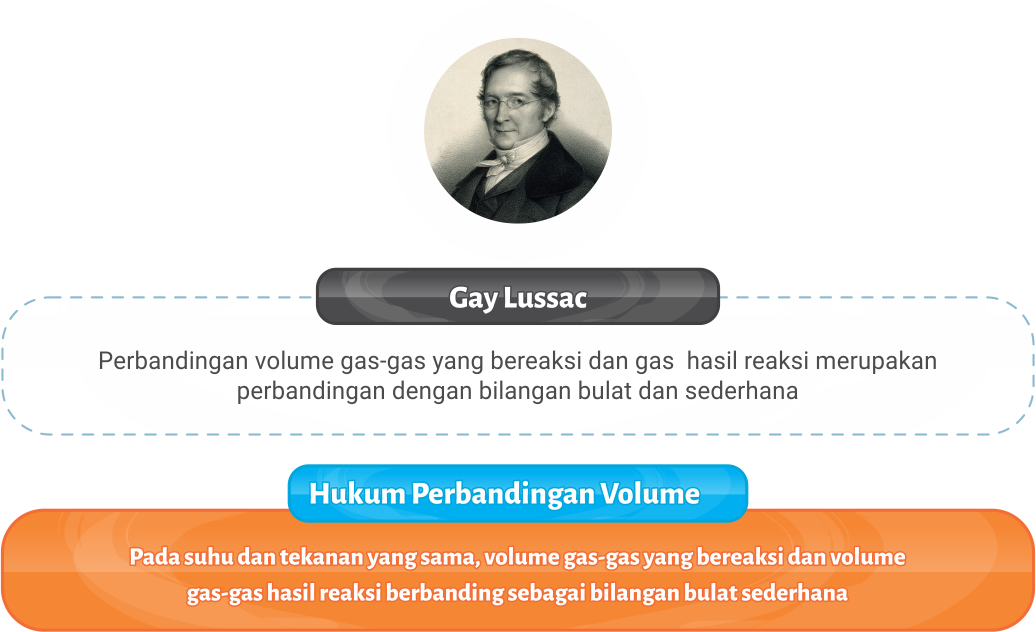 Gay Lussac
Perbandingan volume gas-gas yang bereaksi dan gas  hasil reaksi merupakan
perbandingan dengan bilangan bulat dan sederhana
Hukum Perbandingan Volume
Pada suhu dan tekanan yang sama, volume gas-gas yang bereaksi dan volume
gas-gas hasil reaksi berbanding sebagai bilangan bulat sederhana